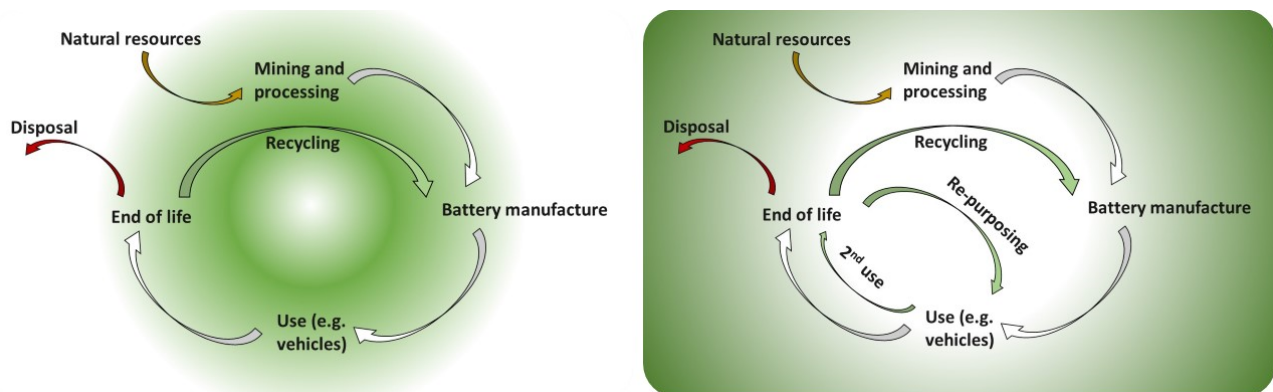 Natural resources
Mining and
processing
Disposal
Recycling
End of life
Battery manufacture
Use (e.g.
vehicles)
Natural resources
Mining and
processing
Disposal
Recycling
Re-purposing
End of life
Battery manufacture
2nd use
Use (e.g.
vehicles)